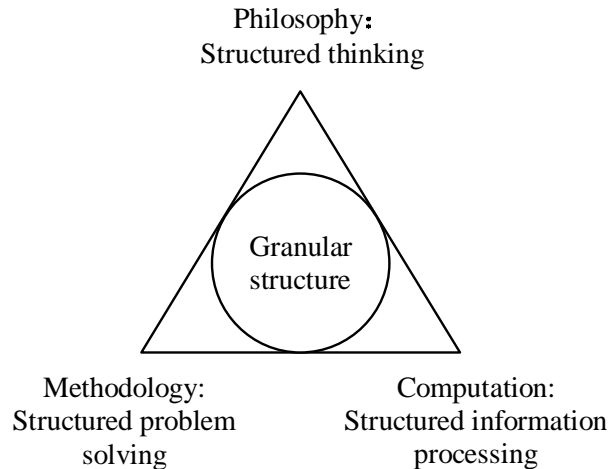 Philosophy:
Structured thinking
Granular
structure
Methodology:
Structured problem
solving
Computation:
Structured information
processing